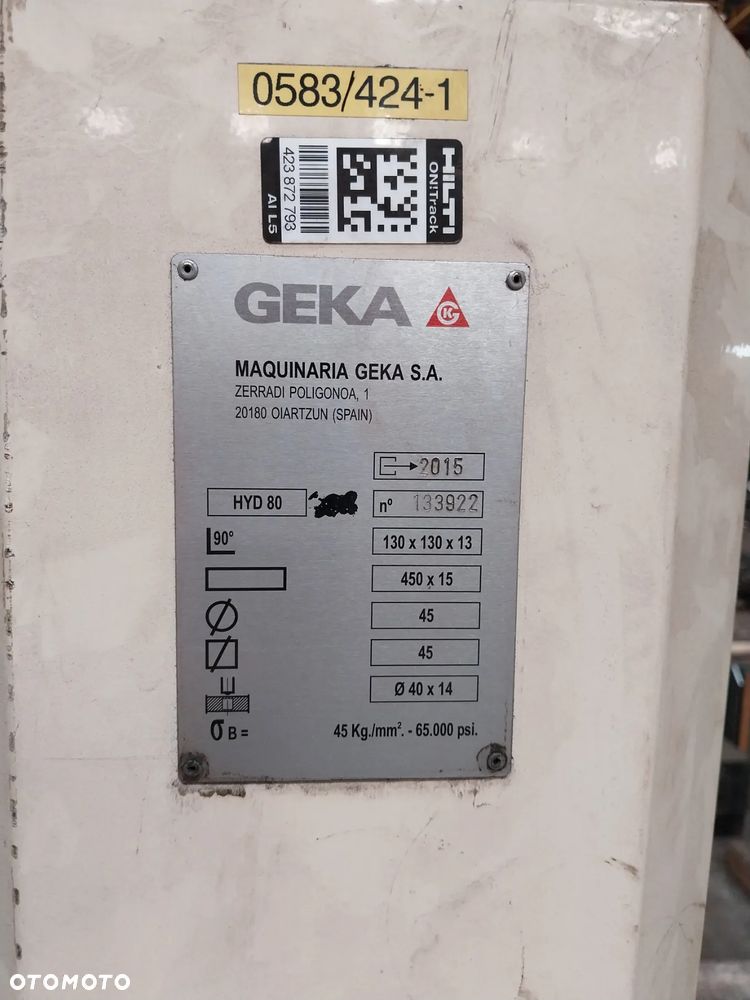 0583/424-1
423 872 793
AI L5
HILTI
ON!Track
GEKA
GK
MAQUINARIA GEKA S.A.
ZERRADI POLIGONOA, 1
20180 OIARTZUN (SPAIN)
2015
HYD 80 nº 133922
90° 130 x 130 x 13
450 x 15
45
45
Ø 40 x 14
σ B = 45 Kg./mm². - 65.000 psi.
OTOMOTO